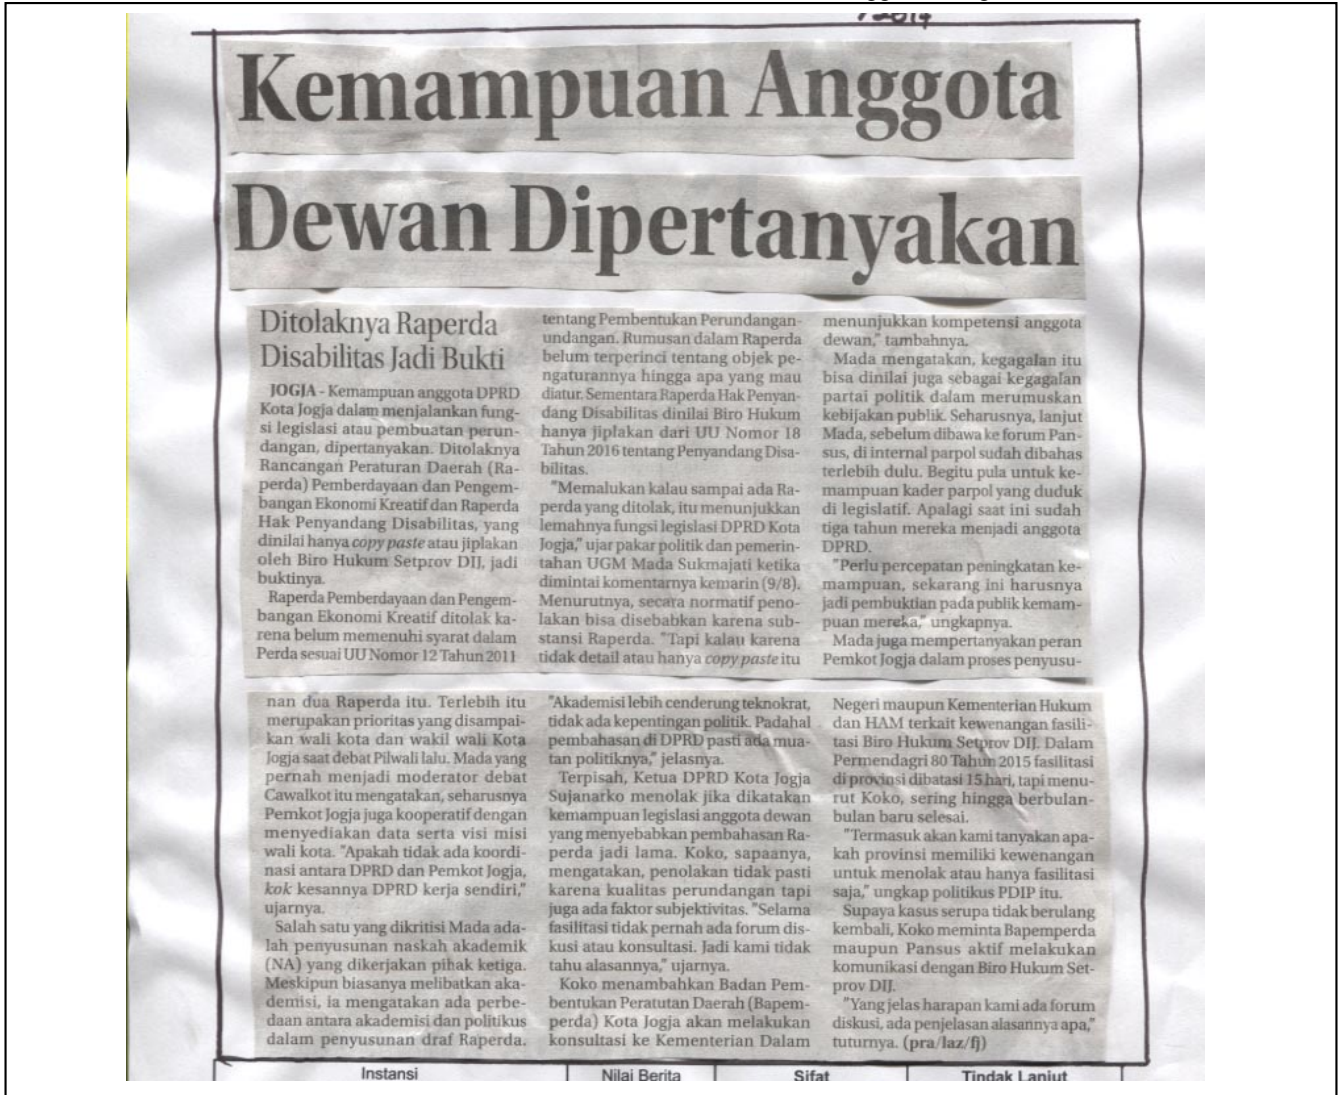 Kemampuan Anggota
Dewan Dipertanyakan
Ditolaknya Raperda
Disabilitas Jadi Bukti
JOGJA - Kemampuan anggota DPRD
Kota Jogja dalam menjalankan fung-
si legislasi atau pembuatan perun-
dangan, dipertanyakan. Ditolaknya
Rancangan Peraturan Daerah (Ra-
perda) Pemberdayaan dan Pengem-
bangan Ekonomi Kreatif dan Raperda
Hak Penyandang Disabilitas, yang
dinilai hanya copy paste atau jiplakan
oleh Biro Hukum Setprov DIJ, jadi
buktinya.
Raperda Pemberdayaan dan Pengem-
bangan Ekonomi Kreatif ditolak ka-
rena belum memenuhi syarat dalam
Perda sesuai UU Nomor 12 Tahun 2011
tentang Pembentukan Perundangan-
undangan. Rumusan dalam Raperda
belum terperinci tentang objek pe-
ngaturannya hingga apa yang mau
diatur. Sementara Raperda Hak Penyan-
dang Disabilitas dinilai Biro Hukum
hanya jiplakan dari UU Nomor 18
Tahun 2016 tentang Penyandang Disa-
bilitas.
"Memalukan kalau sampai ada Ra-
perda yang ditolak, itu menunjukkan
lemahnya fungsi legislasi DPRD Kota
Jogja," ujar pakar politik dan pemerin-
tahan UGM Mada Sukmajati ketika
dimintai komentarnya kemarin (9/8).
Menurutnya, secara normatif peno-
lakan bisa disebabkan karena sub-
stansi Raperda. "Tapi kalau karena
tidak detail atau hanya copy paste itu
menunjukkan kompetensi anggota
dewan," tambahnya.
Mada mengatakan, kegagalan itu
bisa dinilai juga sebagai kegagalan
partai politik dalam merumuskan
kebijakan publik. Seharusnya, lanjut
Mada, sebelum dibawa ke forum Pan-
sus, di internal parpol sudah dibahas
terlebih dulu. Begitu pula untuk ke-
mampuan kader parpol yang duduk
di legislatif. Apalagi saat ini sudah
tiga tahun mereka menjadi anggota
DPRD.
"Perlu percepatan peningkatan ke-
mampuan, sekarang ini harusnya
jadi pembuktian pada publik kemam-
puan mereka," ungkapnya.
Mada juga mempertanyakan peran
Pemkot Jogja dalam proses penyusu-
nan dua Raperda itu. Terlebih itu
merupakan prioritas yang disampai-
kan wali kota dan wakil wali Kota
Jogja saat debat Pilwali lalu. Mada yang
pernah menjadi moderator debat
Cawalkot itu mengatakan, seharusnya
Pemkot Jogja juga kooperatif dengan
menyediakan data serta visi misi
wali kota. "Apakah tidak ada koordi-
nasi antara DPRD dan Pemkot Jogja,
kok kesannya DPRD kerja sendiri,"
ujarnya.
Salah satu yang dikritisi Mada ada-
lah penyusunan naskah akademik
(NA) yang dikerjakan pihak ketiga.
Meskipun biasanya melibatkan aka-
demisi, ia mengatakan ada perbe-
daan antara akademisi dan politikus
dalam penyusunan draf Raperda.
"Akademisi lebih cenderung teknokrat,
tidak ada kepentingan politik. Padahal
pembahasan di DPRD pasti ada mua-
tan politiknya," jelasnya.
Terpisah, Ketua DPRD Kota Jogja
Sujanarko menolak jika dikatakan
kemampuan legislasi anggota dewan
yang menyebabkan pembahasan Ra-
perda jadi lama. Koko, sapaanya,
mengatakan, penolakan tidak pasti
karena kualitas perundangan tapi
juga ada faktor subjektivitas. "Selama
fasilitasi tidak pernah ada forum dis-
kusi atau konsultasi. Jadi kami tidak
tahu alasannya," ujarnya.
Koko menambahkan Badan Pem-
bentukan Peratutan Daerah (Bapem-
perda) Kota Jogja akan melakukan
konsultasi ke Kementerian Dalam
Negeri maupun Kementerian Hukum
dan HAM terkait kewenangan fasili-
tasi Biro Hukum Setprov DIJ. Dalam
Permendagri 80 Tahun 2015 fasilitasi
di provinsi dibatasi 15 hari, tapi menu-
rut Koko, sering hingga berbulan-
bulan baru selesai.
"Termasuk akan kami tanyakan apa-
kah provinsi memiliki kewenangan
untuk menolak atau hanya fasilitasi
saja," ungkap politikus PDIP itu.
Supaya kasus serupa tidak berulang
kembali, Koko meminta Bapemperda
maupun Pansus aktif melakukan
komunikasi dengan Biro Hukum Set-
prov DIJ.
"Yang jelas harapan kami ada forum
diskusi, ada penjelasan alasannya apa,"
tuturnya. (pra/laz/fj)
Instansi
Nilai Berita
Sifat
Tindak Lanjut